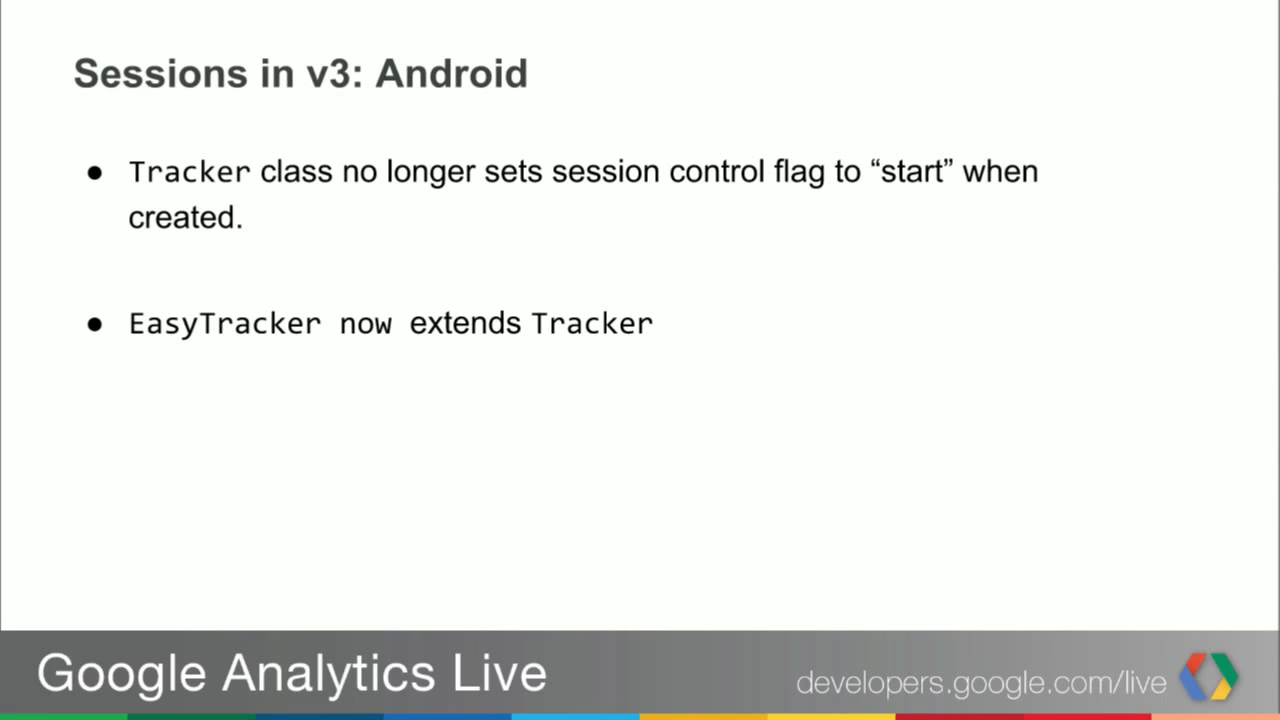 Sessions in v3: Android
● Tracker class no longer sets session control flag to “start” when
created.
● EasyTracker now extends Tracker
Google Analytics Live
developers.google.com/live